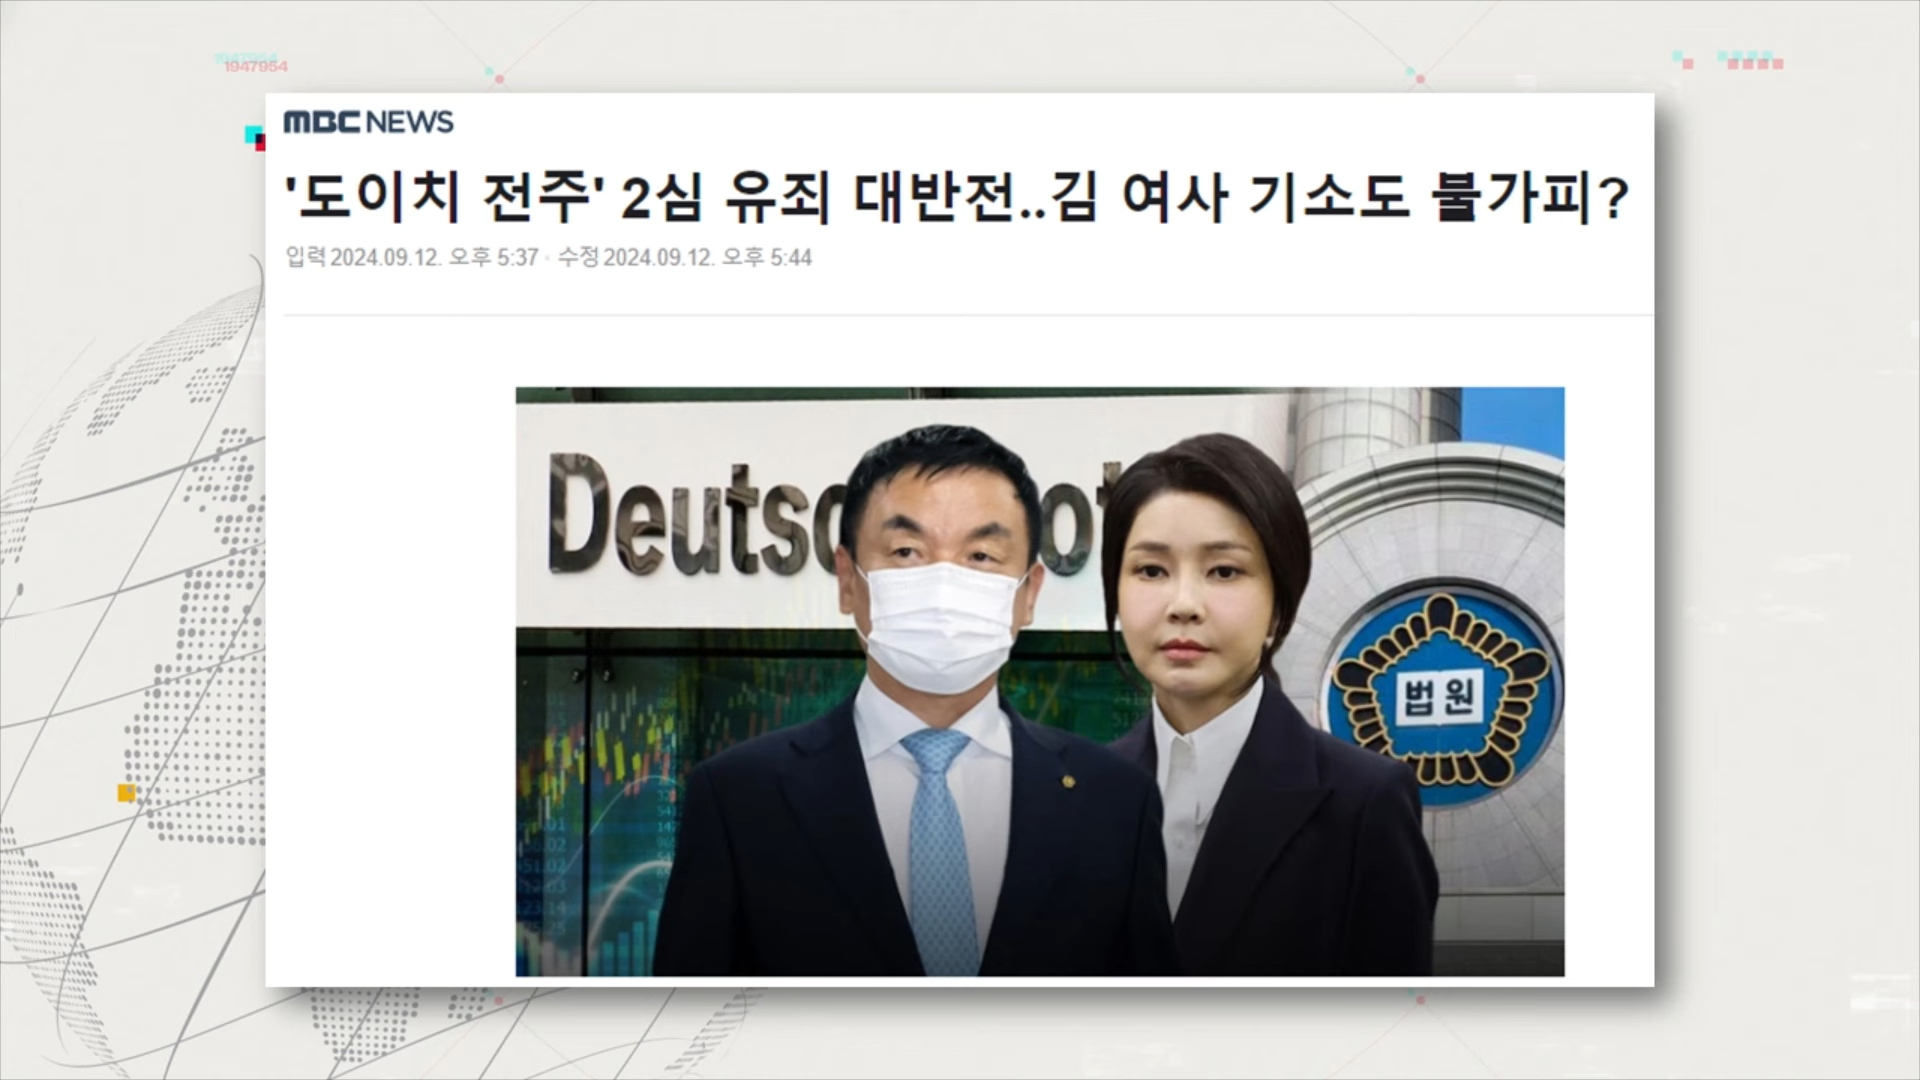 1947954
MBC NEWS
'도이치 전주' 2심 유죄 대반전..김 여사 기소도 불가피?
입력 2024.09.12. 오후 5:37 · 수정 2024.09.12. 오후 5:44
Deutsc
ot
법원